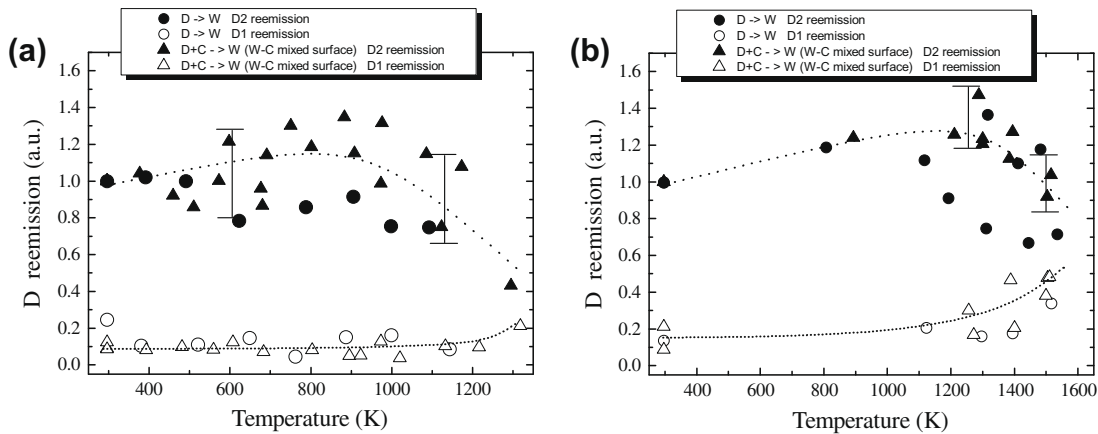 (a)
D -> W D2 reemission
D -> W D1 reemission
D+C - -> W (W-C mixed surface) D2 reemission
D+C - -> W (W-C mixed surface) D1 reemission
1.6
1.4
1.2
1.0
0.8
0.6
0.4
0.2
0.0
D reemission (a.u.)
400 600 800 1000 1200
Temperature (K)
(b)
D -> W D2 reemission
D -> W D1 reemission
D+C - -> W (W-C mixed surface) D2 reemission
D+C - -> W (W-C mixed surface) D1 reemission
1.6
1.4
1.2
1.0
0.8
0.6
0.4
0.2
0.0
D reemission (a.u.)
400 600 800 1000 1200 1400 1600
Temperature (K)